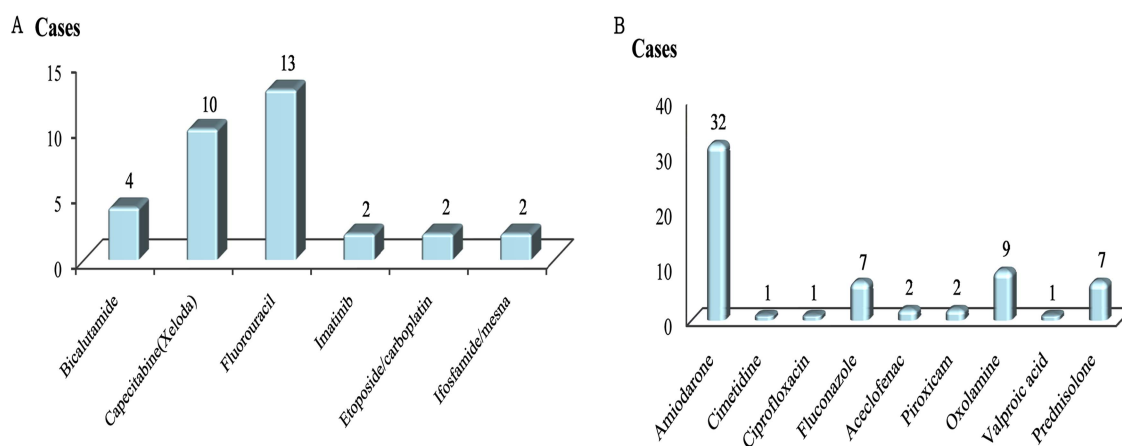 A Cases
15
10
5
0
4
10
13
2
2
2
Bicalutamide
Capecitabine(Xeloda)
Fluorouracil
Imatinib
Etoposide/carboplatin
Ifosfamide/mesna
B
Cases
40
30
20
10
0
32
1
1
7
2
2
9
1
7
Amiodarone
Cimetidine
Ciprofloxacin
Fluconazole
Aceclofenac
Piroxicam
Oxolamine
Valproic acid
Prednisolone